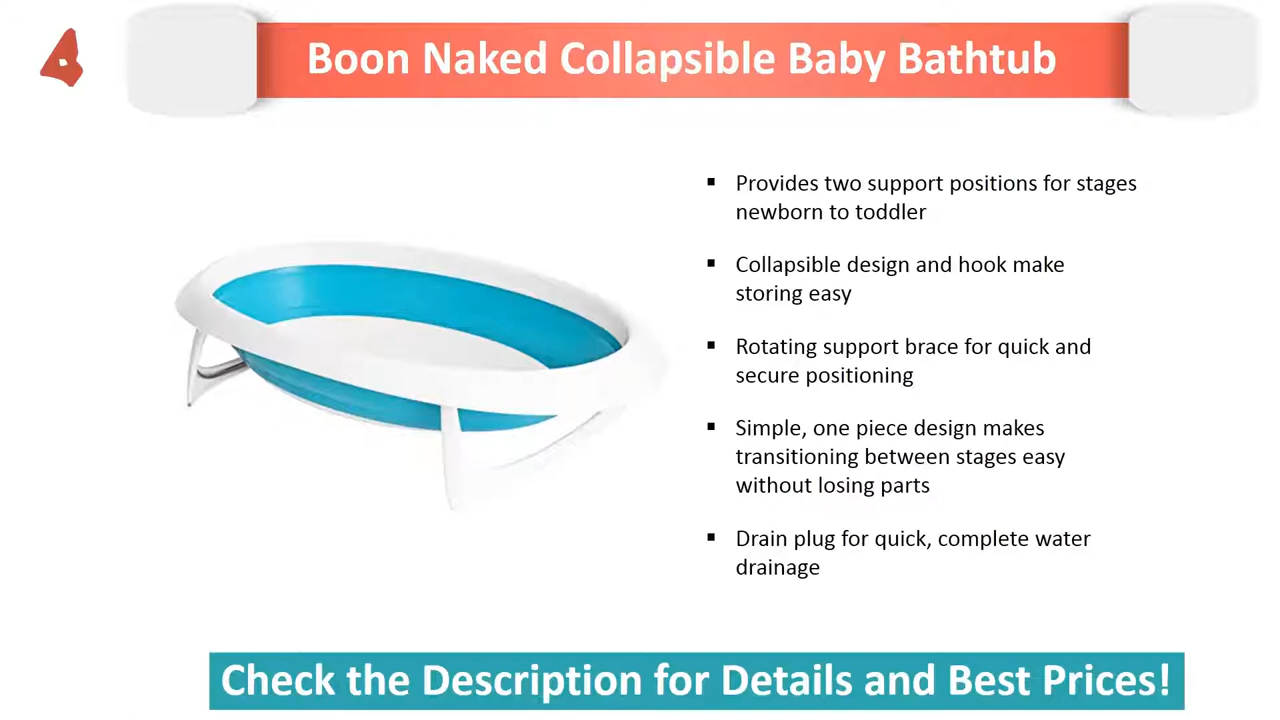 4
Boon Naked Collapsible Baby Bathtub
▪ Provides two support positions for stages
newborn to toddler
▪ Collapsible design and hook make
storing easy
▪ Rotating support brace for quick and
secure positioning
▪ Simple, one piece design makes
transitioning between stages easy
without losing parts
▪ Drain plug for quick, complete water
drainage
Check the Description for Details and Best Prices!